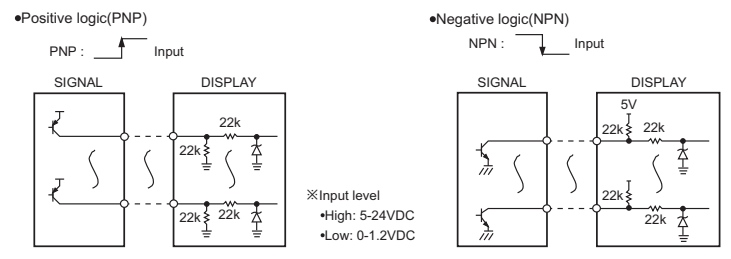 •Positive logic(PNP)
PNP : Input
SIGNAL DISPLAY
22k
22k
22k 22k
※Input level
•High: 5-24VDC
•Low: 0-1.2VDC
•Negative logic(NPN)
NPN : Input
SIGNAL DISPLAY
5V
22k 22k
22k
22k